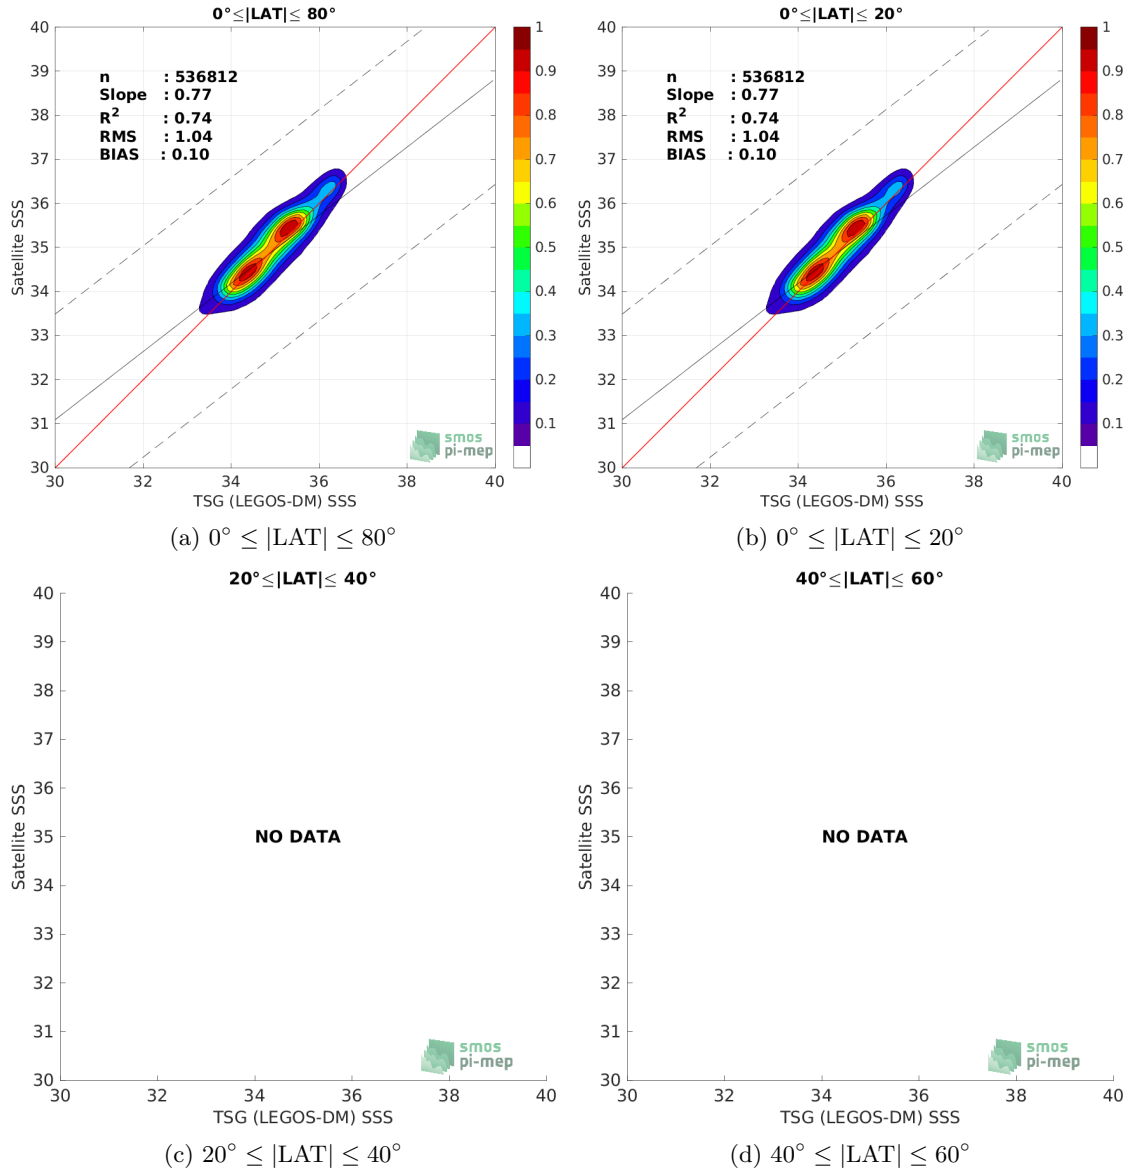 0°≤|LAT|≤ 80°
40
39
38
37
36
35
34
33
32
31
30
Satellite SSS
n : 536812
Slope : 0.77
R² : 0.74
RMS : 1.04
BIAS : 0.10
smos
pi-mep
30 32 34 36 38 40
TSG (LEGOS-DM) SSS
1
0.9
0.8
0.7
0.6
0.5
0.4
0.3
0.2
0.1
(a) 0° ≤ |LAT| ≤ 80°
0°≤|LAT|≤ 20°
40
39
38
37
36
35
34
33
32
31
30
Satellite SSS
n : 536812
Slope : 0.77
R² : 0.74
RMS : 1.04
BIAS : 0.10
smos
pi-mep
30 32 34 36 38 40
TSG (LEGOS-DM) SSS
1
0.9
0.8
0.7
0.6
0.5
0.4
0.3
0.2
0.1
(b) 0° ≤ |LAT| ≤ 20°
20°≤|LAT|≤ 40°
40
39
38
37
36
35
34
33
32
31
30
Satellite SSS
NO DATA
smos
pi-mep
30 32 34 36 38 40
TSG (LEGOS-DM) SSS
(c) 20° ≤ |LAT| ≤ 40°
40°≤|LAT|≤ 60°
40
39
38
37
36
35
34
33
32
31
30
Satellite SSS
NO DATA
smos
pi-mep
30 32 34 36 38 40
TSG (LEGOS-DM) SSS
(d) 40° ≤ |LAT| ≤ 60°